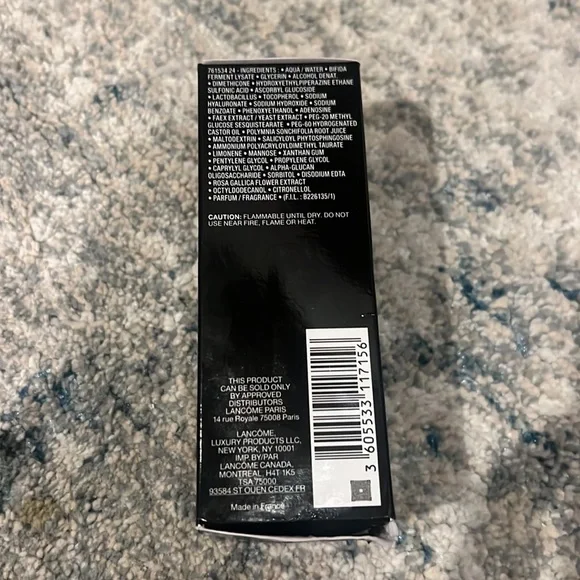 761534 24 - INGREDIENTS : • AQUA / WATER • BIFIDA
FERMENT LYSATE • GLYCERIN • ALCOHOL DENAT.
• DIMETHICONE • HYDROXYETHYLPIPERAZINE ETHANE
SULFONIC ACID • ASCORBYL GLUCOSIDE
• LACTOBACILLUS • TOCOPHEROL • SODIUM
HYALURONATE • SODIUM HYDROXIDE • SODIUM
BENZOATE • PHENOXYETHANOL • ADENOSINE
• FAEX EXTRACT / YEAST EXTRACT • PEG-20 METHYL
GLUCOSE SESQUISTEARATE • PEG-60 HYDROGENATED
CASTOR OIL • POLYMNIA SONCHIFOLIA ROOT JUICE
• MALTODEXTRIN • SALICYLOYL PHYTOSPHINGOSINE
• AMMONIUM POLYACRYLOYLDIMETHYL TAURATE
• LIMONENE • MANNOSE • XANTHAN GUM
• PENTYLENE GLYCOL • PROPYLENE GLYCOL
• CAPRYLYL GLYCOL • ALPHA-GLUCAN
OLIGOSACCHARIDE • SORBITOL • DISODIUM EDTA
• ROSA GALLICA FLOWER EXTRACT
• OCTYLDODECANOL • CITRONELLOL
• PARFUM / FRAGRANCE • (F.I.L.: B226135/1)
CAUTION: FLAMMABLE UNTIL DRY. DO NOT
USE NEAR FIRE, FLAME OR HEAT.
THIS PRODUCT
CAN BE SOLD ONLY
BY APPROVED
DISTRIBUTORS
LANCÔME PARIS
14 rue Royale 75008 Paris
LANCÔME,
LUXURY PRODUCTS LLC,
NEW YORK, NY 10001
IMP. BY/PAR
LANCÔME CANADA,
MONTREAL, H4T 1K5
TSA 75000
93584 ST OUEN CEDEX FR
Made in France
3 605533 117156